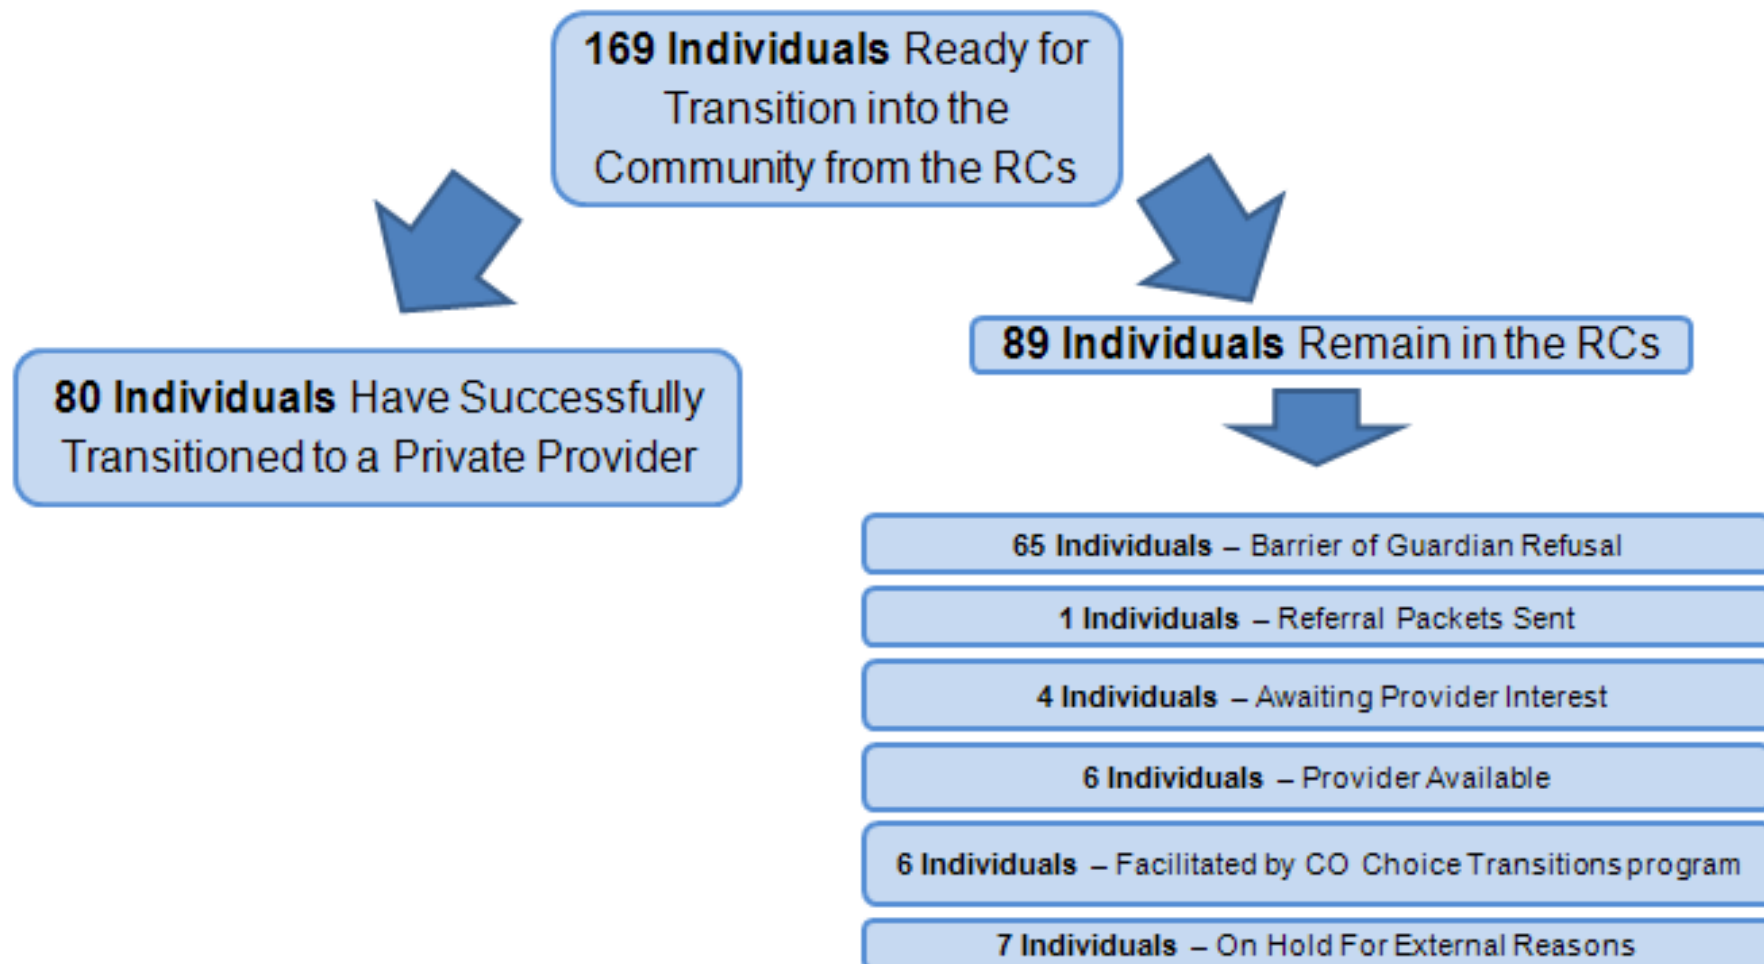 169 Individuals Ready for
Transition into the
Community from the RCs
80 Individuals Have Successfully
Transitioned to a Private Provider
89 Individuals Remain in the RCs
65 Individuals – Barrier of Guardian Refusal
1 Individuals – Referral Packets Sent
4 Individuals – Awaiting Provider Interest
6 Individuals – Provider Available
6 Individuals – Facilitated by CO Choice Transitions program
7 Individuals – On Hold For External Reasons